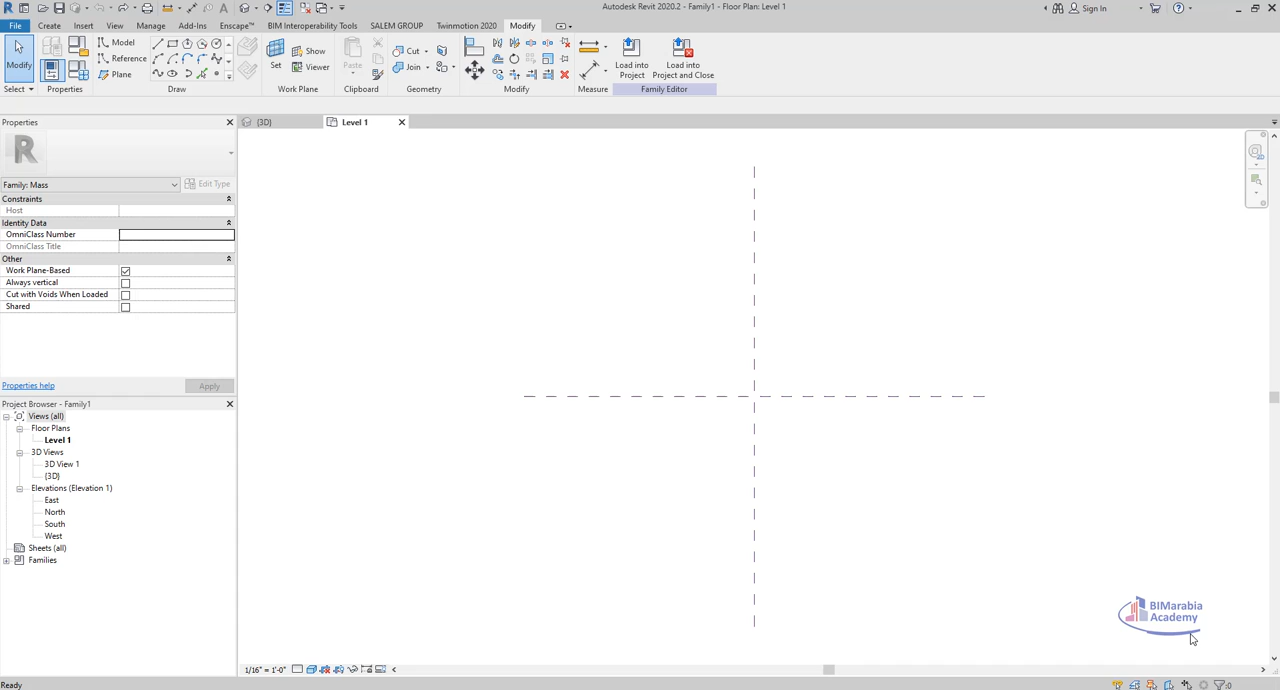 Autodesk Revit 2020.2 - Family1 - Floor Plan: Level 1
Sign In
File Create Insert View Manage Add-Ins Enscape™ BIM Interoperability Tools SALEM GROUP Twinmotion 2020 Modify
Modify
Model
Reference
Plane
Set
Show
Viewer
Paste
Cut
Join
Load into
Project
Load into
Project and Close
Select Properties Draw Work Plane Clipboard Geometry Modify Measure Family Editor
Properties
{3D}
Level 1
R
Family: Mass
Edit Type
Constraints
Host
Identity Data
OmniClass Number
OmniClass Title
Other
Work Plane-Based
Always vertical
Cut with Voids When Loaded
Shared
Properties help
Apply
Project Browser - Family1
Views (all)
Floor Plans
Level 1
3D Views
3D View 1
{3D}
Elevations (Elevation 1)
East
North
South
West
Sheets (all)
Families
BIMarabia
Academy
1/16" = 1'-0"
Ready
:0